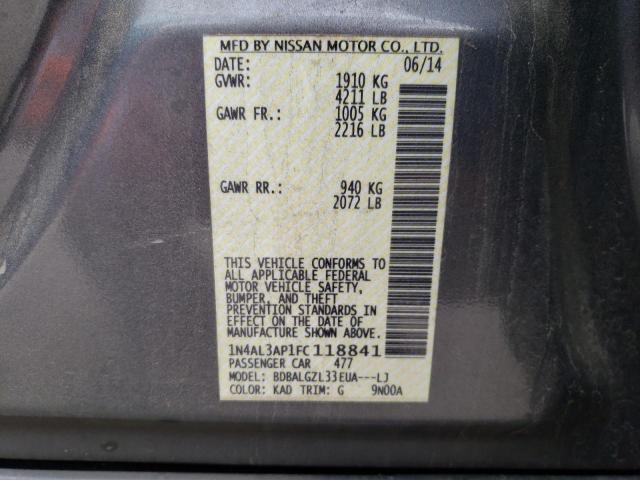 MFD BY NISSAN MOTOR CO., LTD.
DATE: 06/14
GVWR: 1910 KG
4211 LB
GAWR FR.: 1005 KG
2216 LB
GAWR RR.: 940 KG
2072 LB
THIS VEHICLE CONFORMS TO
ALL APPLICABLE FEDERAL
MOTOR VEHICLE SAFETY,
BUMPER, AND THEFT
PREVENTION STANDARDS IN
EFFECT ON THE DATE OF
MANUFACTURE SHOWN ABOVE.
1N4AL3AP1FC118841
PASSENGER CAR 477
MODEL: BDBALGZL33EUA---LJ
COLOR: KAD TRIM: G 9N00A